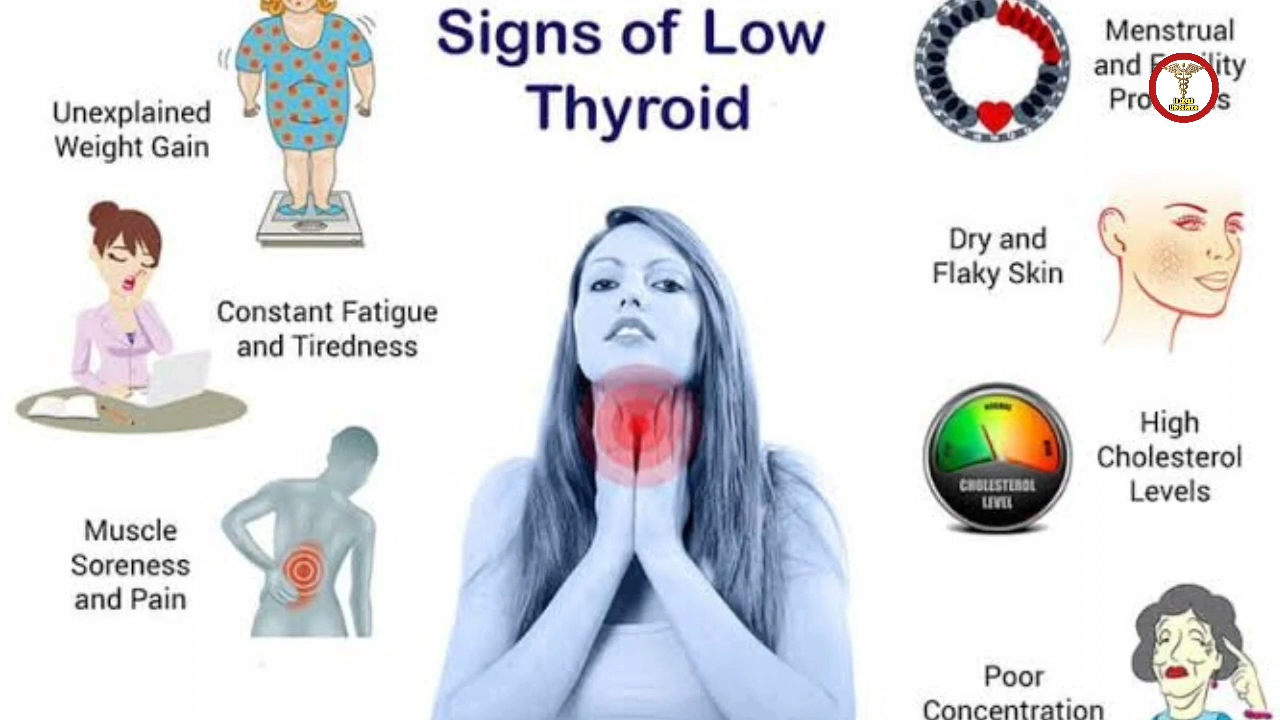 Signs of Low
Thyroid
Unexplained
Weight Gain
Constant Fatigue
and Tiredness
Muscle
Soreness
and Pain
Menstrual
and
Dry and
Flaky Skin
NORMAL
CHOLESTEROL
LEVEL
High
Cholesterol
Levels
Poor
Concentration